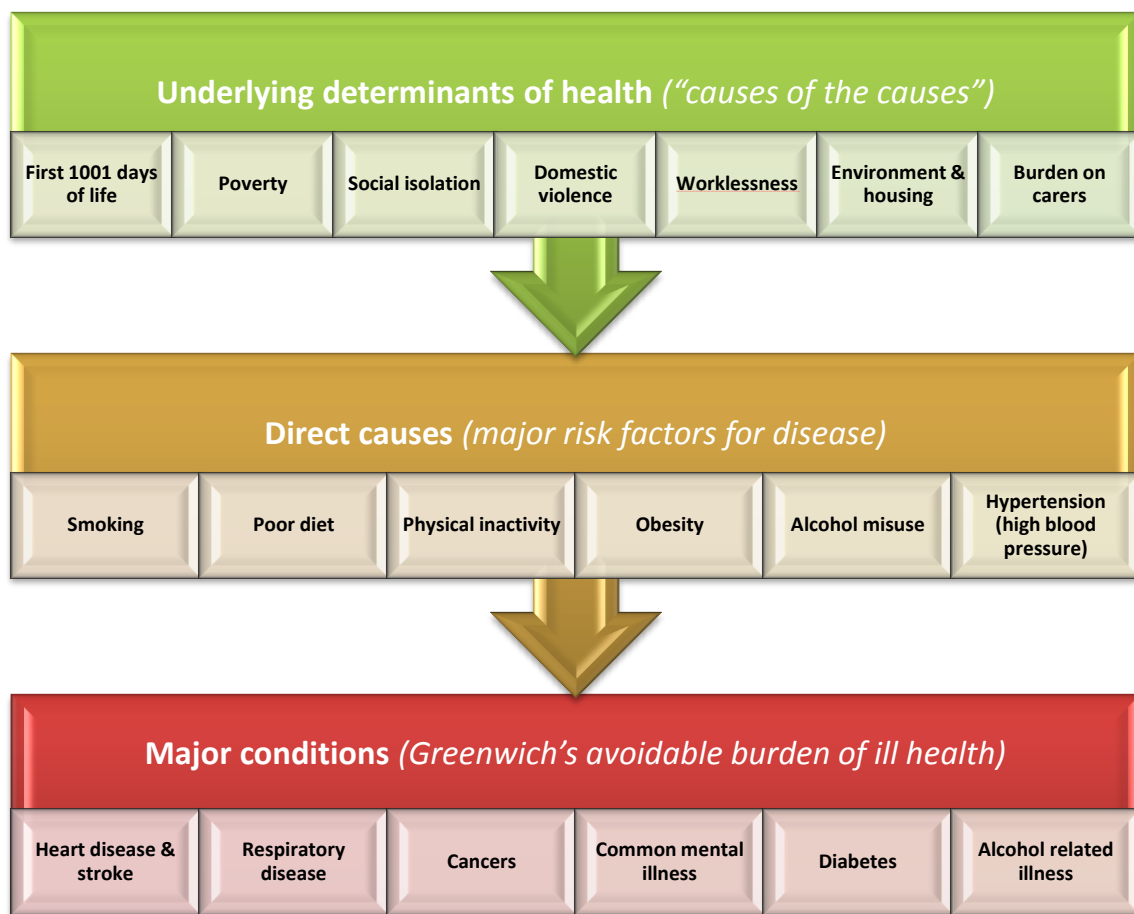 Underlying determinants of health (“causes of the causes”)
First 1001 days
of life
Poverty
Social isolation
Domestic
violence
Worklessness
Environment &
housing
Burden on
carers
Direct causes (major risk factors for disease)
Smoking
Poor diet
Physical inactivity
Obesity
Alcohol misuse
Hypertension
(high blood
pressure)
Major conditions (Greenwich’s avoidable burden of ill health)
Heart disease &
stroke
Respiratory
disease
Cancers
Common mental
illness
Diabetes
Alcohol related
illness